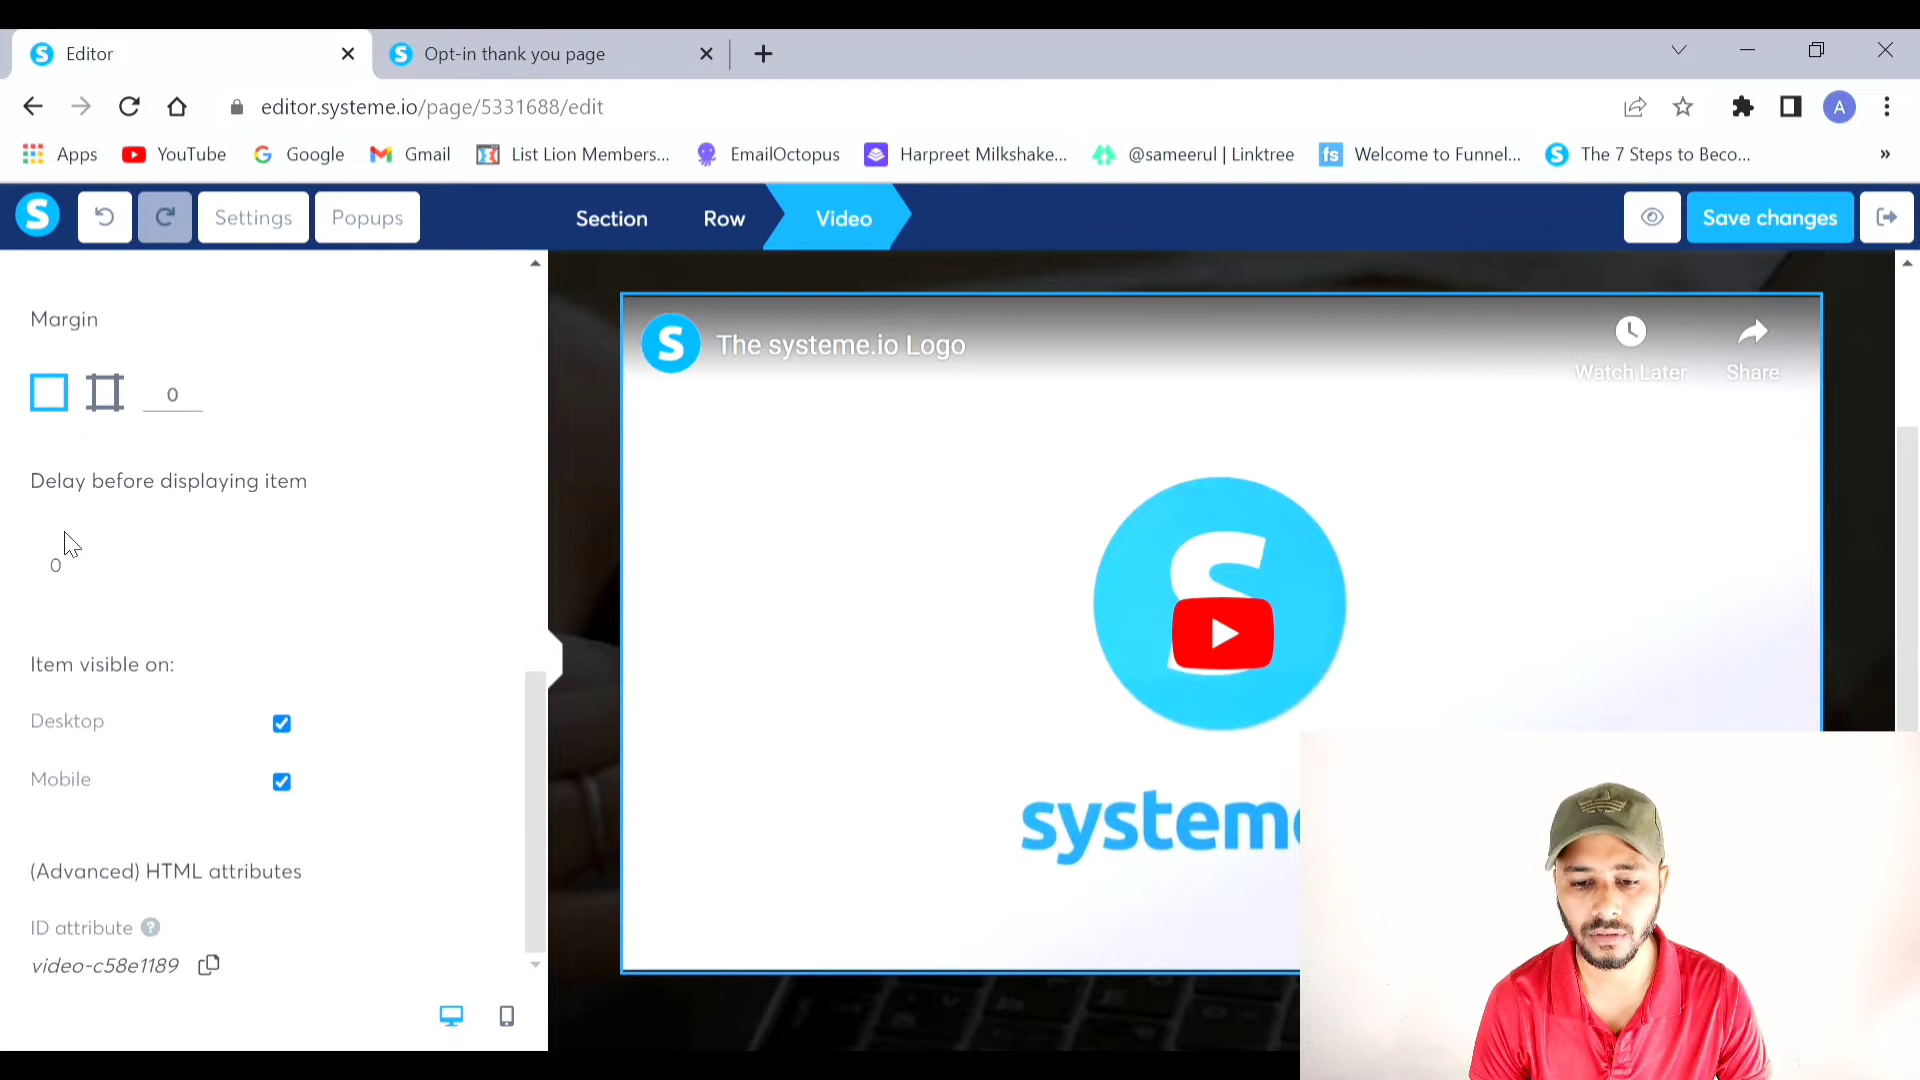 Editor
Opt-in thank you page
editor.systeme.io/page/5331688/edit
A
Apps
YouTube
Google
Gmail
List Lion Members...
EmailOctopus
Harpreet Milkshake...
@sameerul | Linktree
fs
Welcome to Funnel...
The 7 Steps to Beco...
»
S
Settings
Popups
Section
Row
Video
Save changes
Margin
0
Delay before displaying item
0
Item visible on:
Desktop
Mobile
(Advanced) HTML attributes
ID attribute ?
video-c58e1189
S
The systeme.io Logo
Watch Later
Share
S
systeme